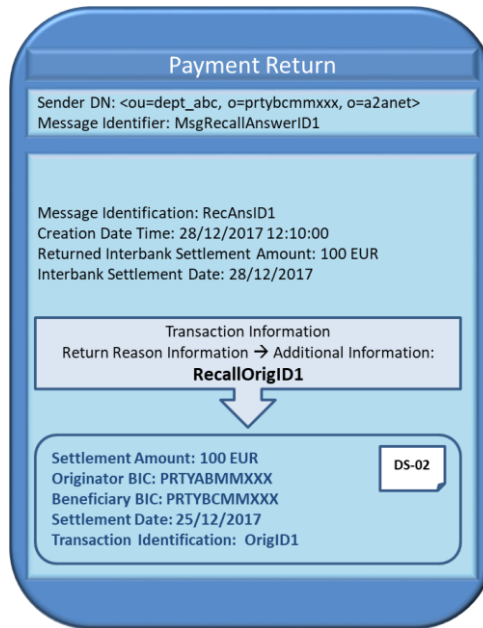 Payment Return
Sender DN: <ou=dept_abc, o=prtybcmmxxx, o=a2anet>
Message Identifier: MsgRecallAnswerID1
Message Identification: RecAnsID1
Creation Date Time: 28/12/2017 12:10:00
Returned Interbank Settlement Amount: 100 EUR
Interbank Settlement Date: 28/12/2017
Transaction Information
Return Reason Information → Additional Information:
RecallOrigID1
Settlement Amount: 100 EUR
DS-02
Originator BIC: PRTYABMMXXX
Beneficiary BIC: PRTYBCMMXXX
Settlement Date: 25/12/2017
Transaction Identification: OrigID1